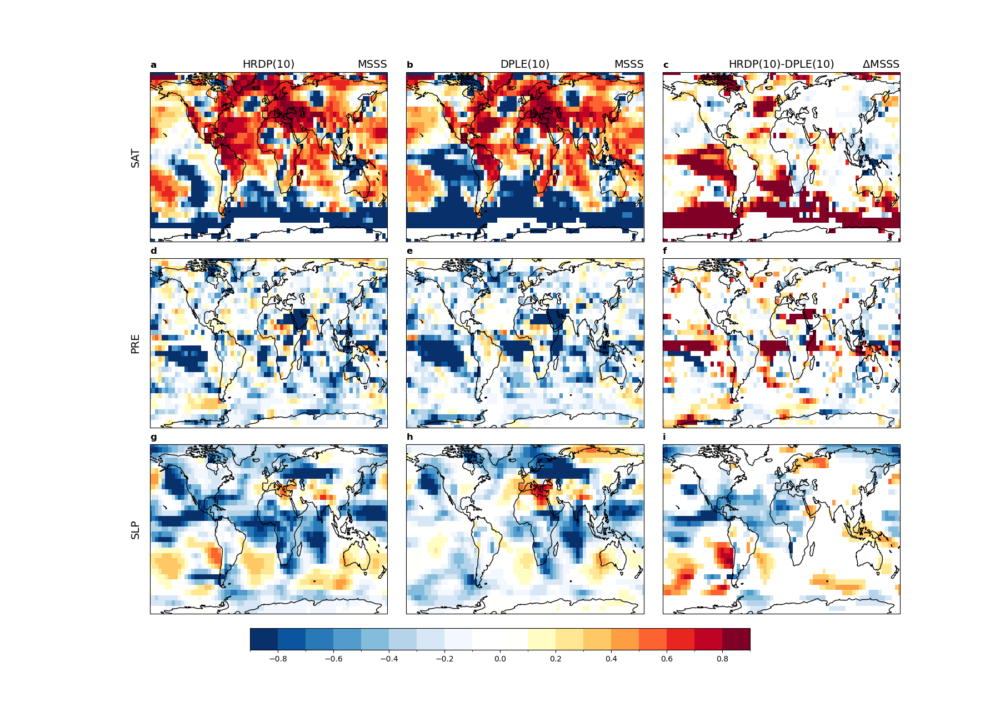 a HRDP(10) MSSS
b DPLE(10) MSSS
c HRDP(10)-DPLE(10) ΔMSSS
SAT
d
e
f
PRE
g
h
i
SLP
−0.8 −0.6 −0.4 −0.2 0.0 0.2 0.4 0.6 0.8